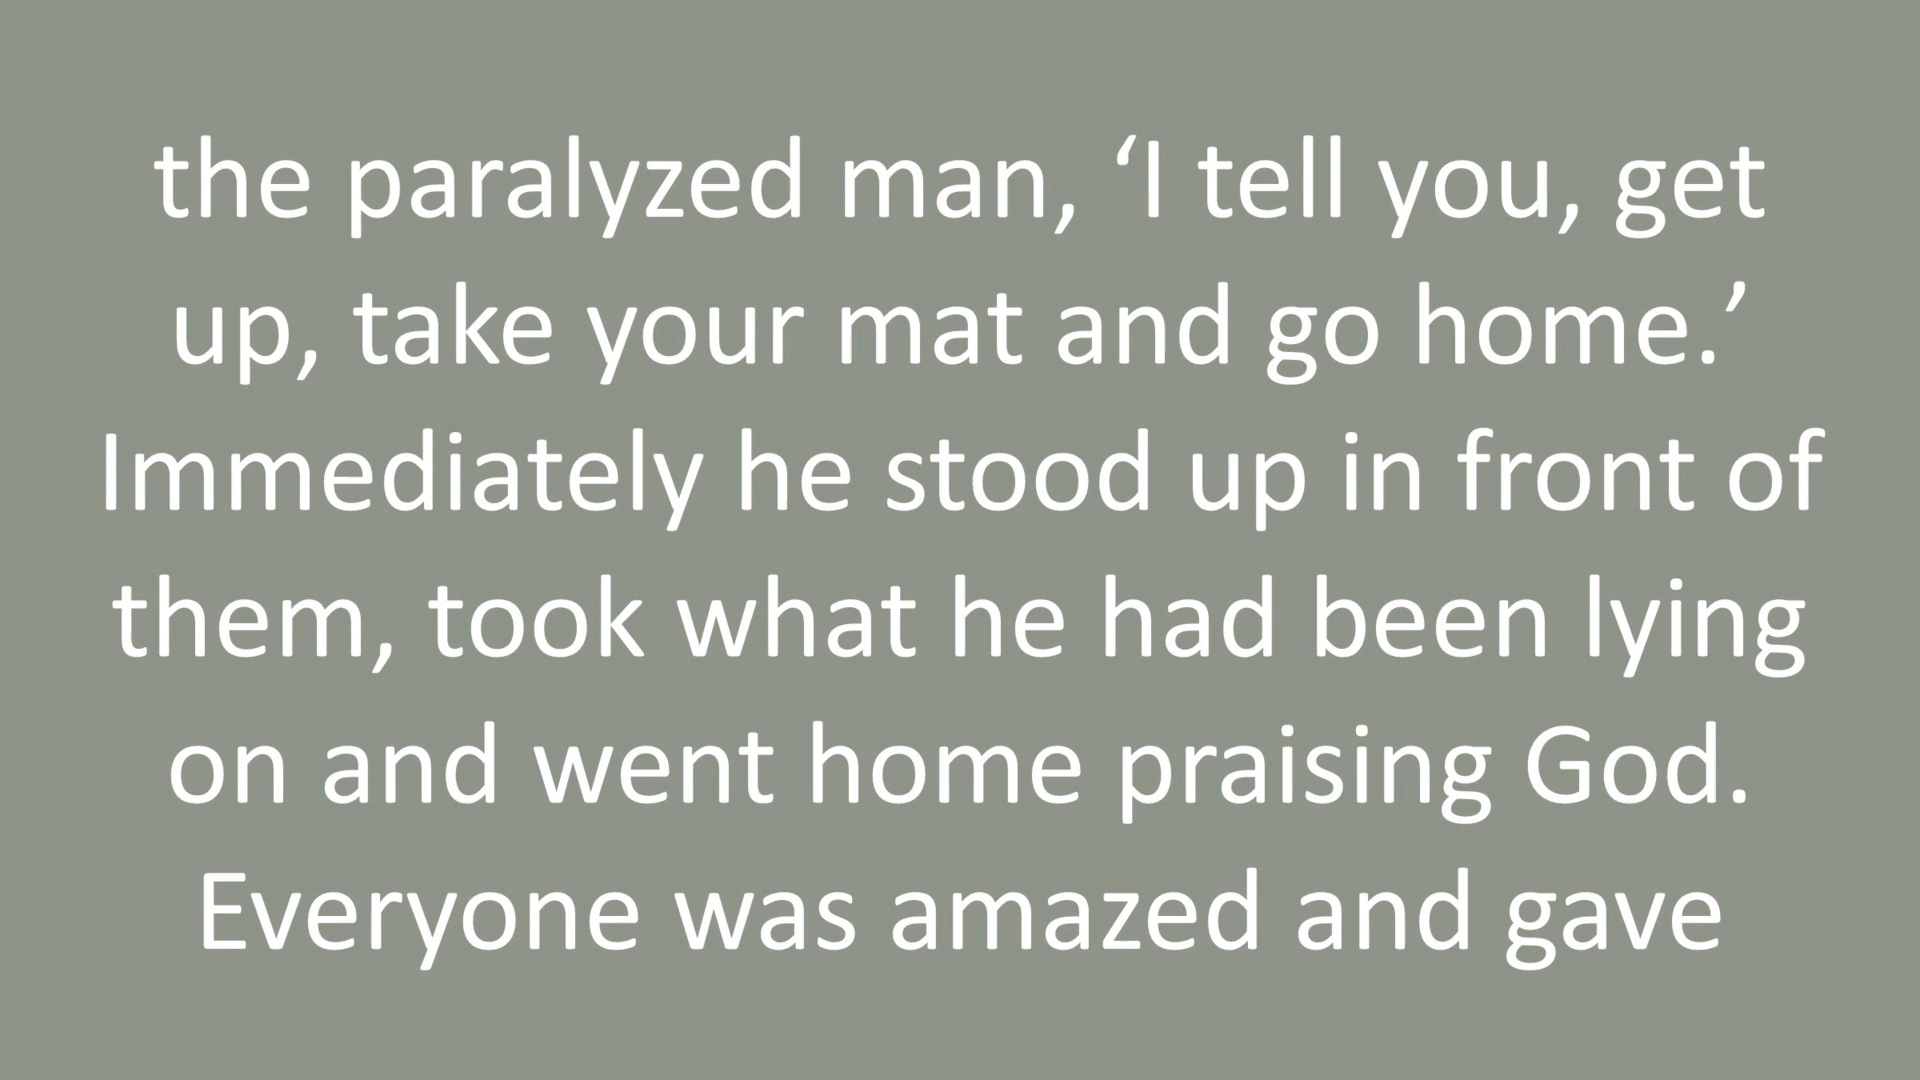 the paralyzed man, ‘I tell you, get
up, take your mat and go home.’
Immediately he stood up in front of
them, took what he had been lying
on and went home praising God.
Everyone was amazed and gave